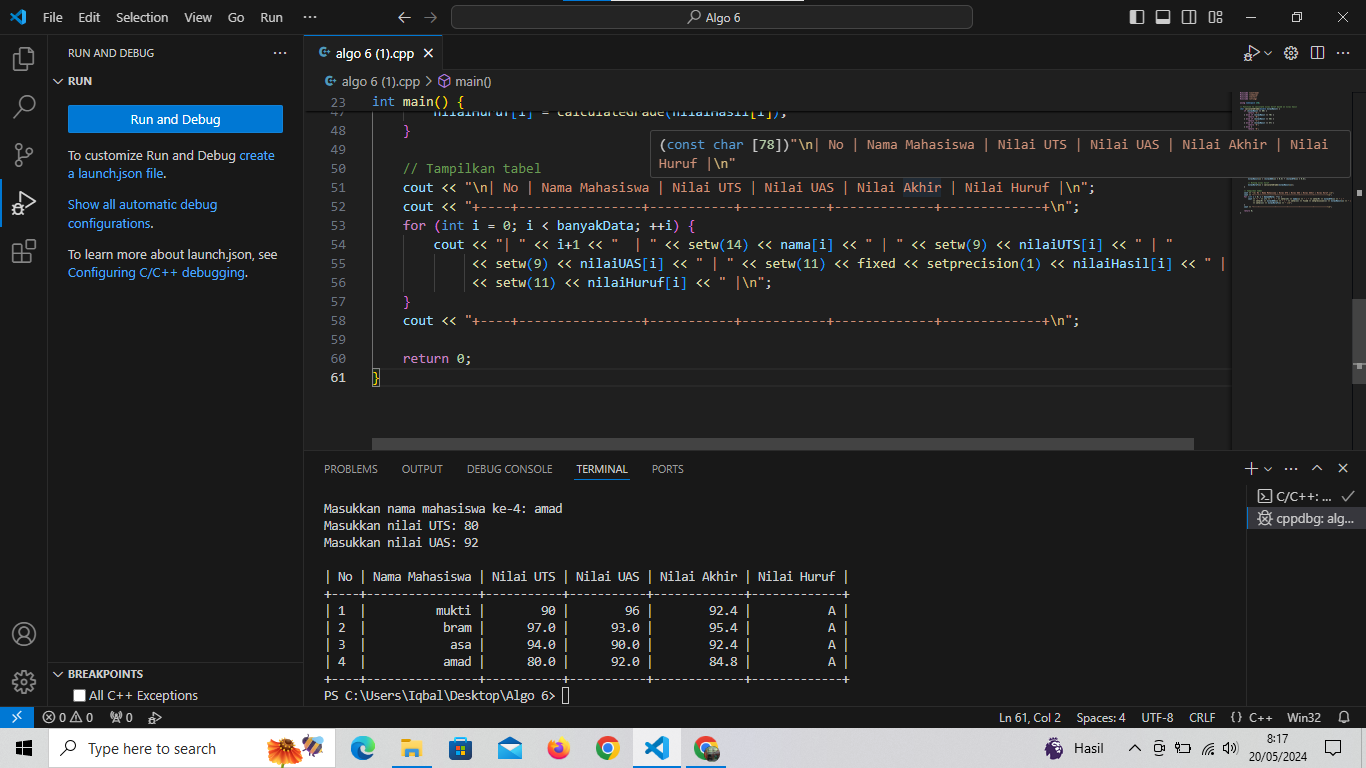 File Edit Selection View Go Run ··· Algo 6
RUN AND DEBUG ···
RUN
Run and Debug
To customize Run and Debug create
a launch.json file.
Show all automatic debug
configurations.
To learn more about launch.json, see
Configuring C/C++ debugging.
BREAKPOINTS
All C++ Exceptions
algo 6 (1).cpp
algo 6 (1).cpp > main()
23 int main() {
47 nilaiHuruf[i] = calculateGrade(nilaiHasil[i]);
48 }
49
(const char [78])"\n| No | Nama Mahasiswa | Nilai UTS | Nilai UAS | Nilai Akhir | Nilai
Huruf |\n"
50 // Tampilkan tabel
51 cout << "\n| No | Nama Mahasiswa | Nilai UTS | Nilai UAS | Nilai Akhir | Nilai Huruf |\n";
52 cout << "+----+----------------+-----------+-----------+-------------+-------------+\n";
53 for (int i = 0; i < banyakData; ++i) {
54 cout << "| " << i+1 << "  | " << setw(14) << nama[i] << " | " << setw(9) << nilaiUTS[i] << " | "
55 << setw(9) << nilaiUAS[i] << " | " << setw(11) << fixed << setprecision(1) << nilaiHasil[i] << " |
56 << setw(11) << nilaiHuruf[i] << " |\n";
57 }
58 cout << "+----+----------------+-----------+-----------+-------------+-------------+\n";
59
60 return 0;
61 }
PROBLEMS OUTPUT DEBUG CONSOLE TERMINAL PORTS
Masukkan nama mahasiswa ke-4: amad
Masukkan nilai UTS: 80
Masukkan nilai UAS: 92
| No | Nama Mahasiswa | Nilai UTS | Nilai UAS | Nilai Akhir | Nilai Huruf |
+----+----------------+-----------+-----------+-------------+-------------+
| 1  |          mukti |        90 |        96 |        92.4 |           A |
| 2  |           bram |      97.0 |      93.0 |        95.4 |           A |
| 3  |            asa |      94.0 |      90.0 |        92.4 |           A |
| 4  |           amad |      80.0 |      92.0 |        84.8 |           A |
+----+----------------+-----------+-----------+-------------+-------------+
PS C:\Users\Iqbal\Desktop\Algo 6>
C/C++: ...
cppdbg: alg...
0 0 0 Ln 61, Col 2 Spaces: 4 UTF-8 CRLF {} C++ Win32
Type here to search Hasil 8:17
20/05/2024